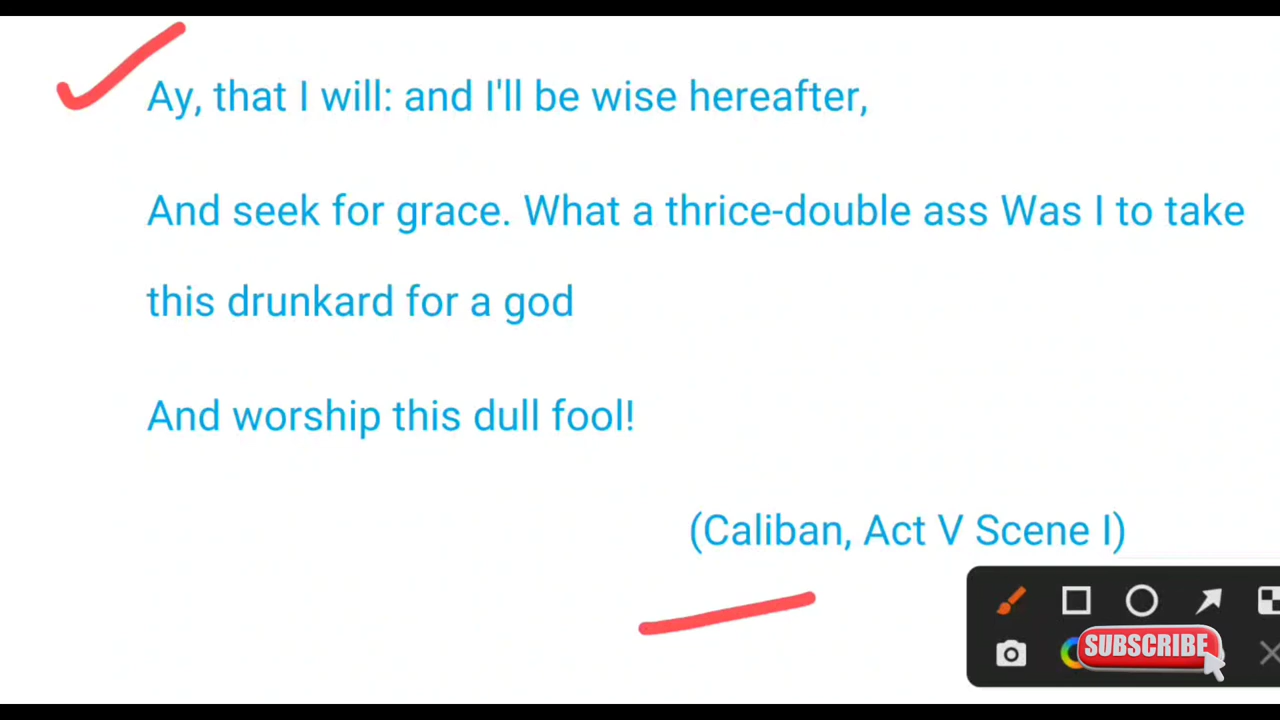 Ay, that I will: and I'll be wise hereafter,
And seek for grace. What a thrice-double ass Was I to take
this drunkard for a god
And worship this dull fool!
(Caliban, Act V Scene I)
SUBSCRIBE